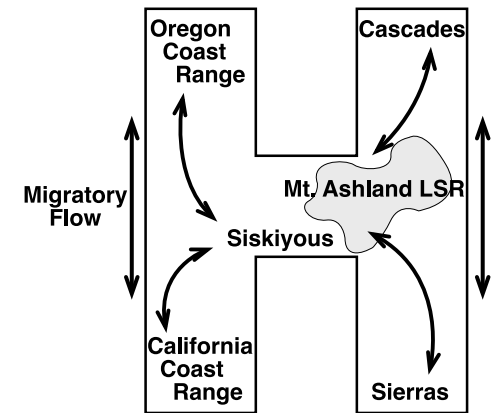 Oregon
Coast
Range
Cascades
Migratory
Flow
Mt. Ashland LSR
Siskiyous
California
Coast
Range
Sierras